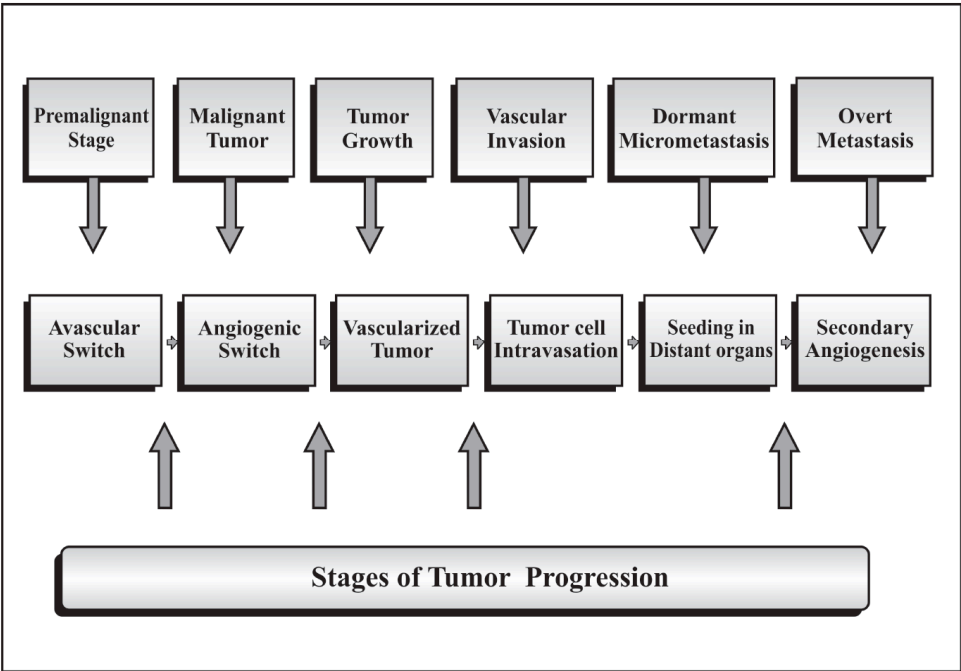 Premalignant
Stage
Malignant
Tumor
Tumor
Growth
Vascular
Invasion
Dormant
Micrometastasis
Overt
Metastasis
Avascular
Switch
Angiogenic
Switch
Vascularized
Tumor
Tumor cell
Intravasation
Seeding in
Distant organs
Secondary
Angiogenesis
Stages of Tumor Progression